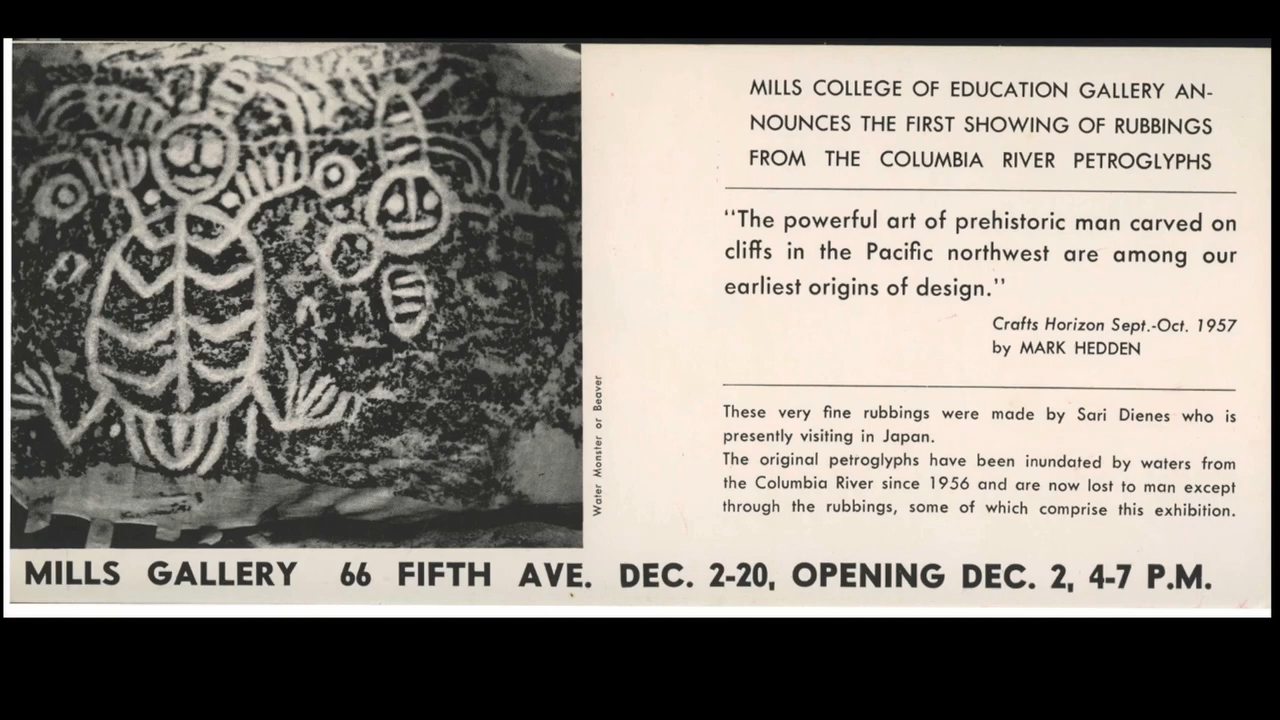 MILLS COLLEGE OF EDUCATION GALLERY AN-
NOUNCES THE FIRST SHOWING OF RUBBINGS
FROM THE COLUMBIA RIVER PETROGLYPHS
"The powerful art of prehistoric man carved on
cliffs in the Pacific northwest are among our
earliest origins of design."
Crafts Horizon Sept.-Oct. 1957
by MARK HEDDEN
These very fine rubbings were made by Sari Dienes who is
presently visiting in Japan.
The original petroglyphs have been inundated by waters from
the Columbia River since 1956 and are now lost to man except
through the rubbings, some of which comprise this exhibition.
Water Monster or Beaver
MILLS GALLERY 66 FIFTH AVE. DEC. 2-20, OPENING DEC. 2, 4-7 P.M.